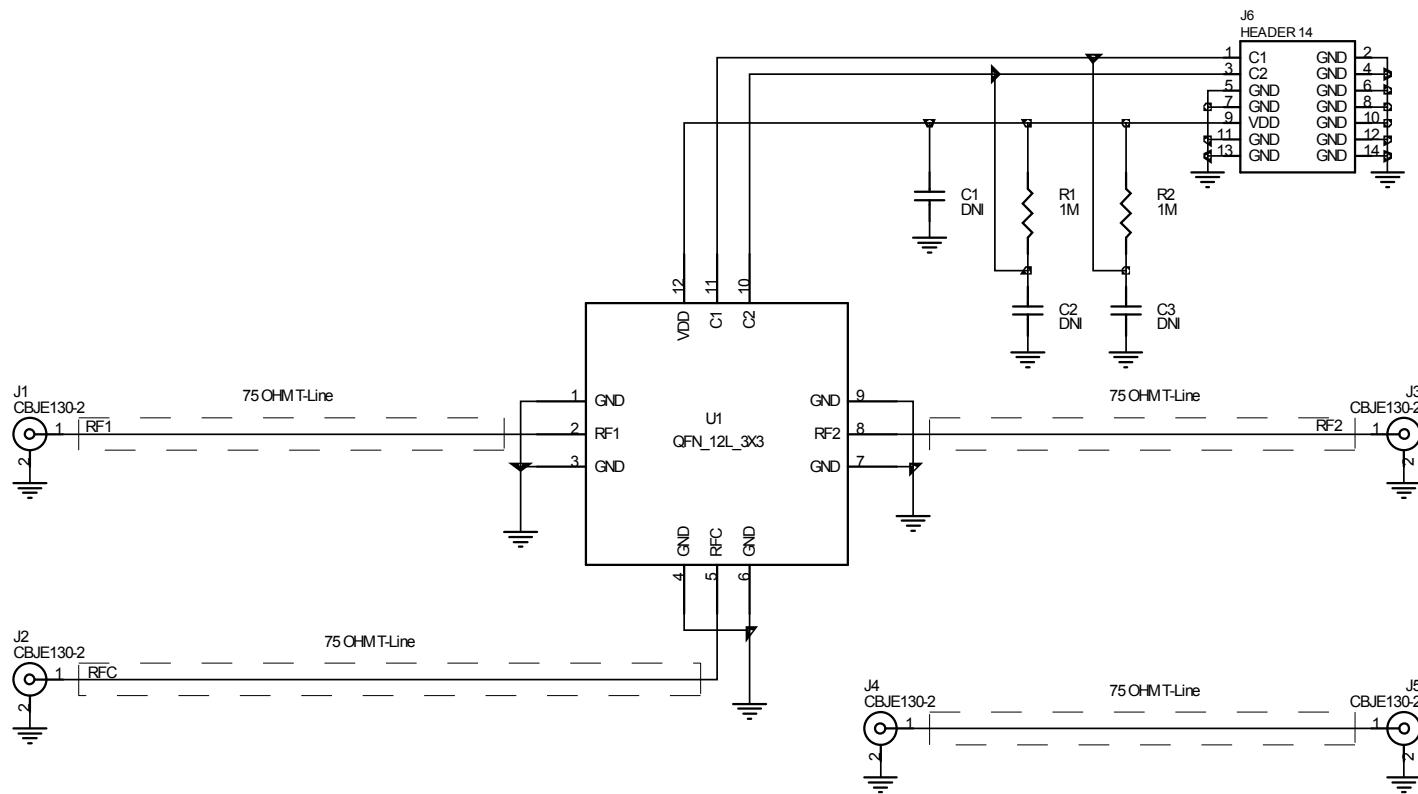 J6
HEADER 14
1 C1 GND 2
3 C2 GND 4
5 GND GND 6
7 GND GND 8
9 VDD GND 10
11 GND GND 12
13 GND GND 14
C1
DNI
R1
1M
R2
1M
C2
DNI
C3
DNI
12 11 10
VDD C1 C2
J1
CBJE130-2
1
2
75 OHM T-Line
RF1
1 GND
2 RF1
3 GND
U1
QFN_12L_3X3
GND 9
RF2 8
GND 7
75 OHM T-Line
RF2
J3
CBJE130-2
1
2
GND RFC GND
4 5 6
J2
CBJE130-2
1
2
75 OHM T-Line
RFC
J4
CBJE130-2
1
2
75 OHM T-Line
J5
CBJE130-2
1
2